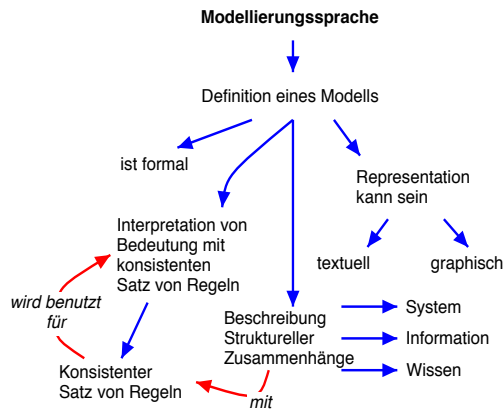 Modellierungssprache
Definition eines Modells
ist formal
Representation
kann sein
textuell
graphisch
Interpretation von
Bedeutung mit
konsistenten
Satz von Regeln
wird benutzt
für
Beschreibung
Struktureller
Zusammenhänge
System
Information
Wissen
Konsistenter
Satz von Regeln
mit